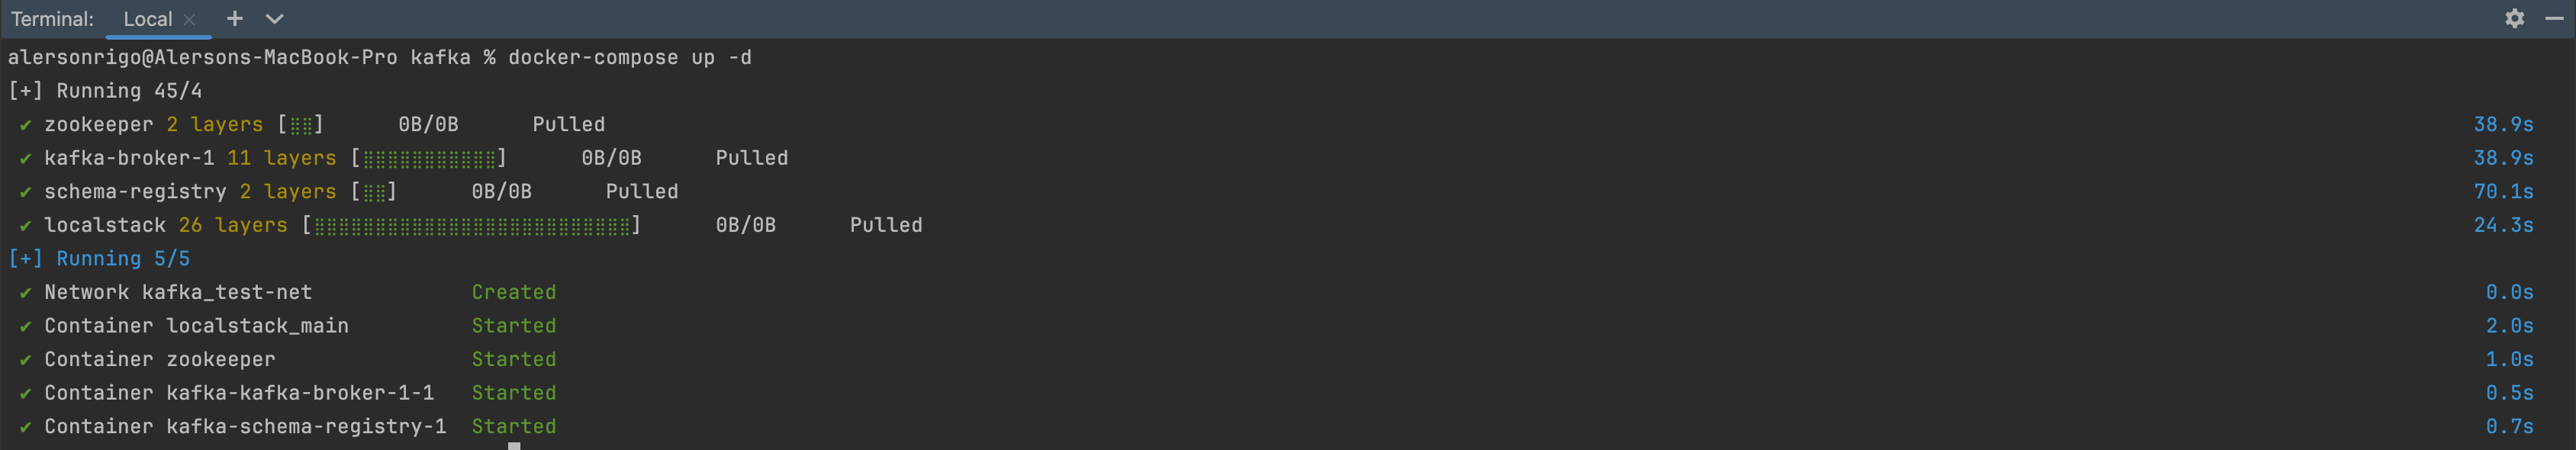 Terminal: Local × +
alersonrigo@Alersons-MacBook-Pro kafka % docker-compose up -d
[+] Running 45/4
✔ zookeeper 2 layers [⣿⣿] 0B/0B Pulled 38.9s
✔ kafka-broker-1 11 layers [⣿⣿⣿⣿⣿⣿⣿⣿⣿⣿⣿] 0B/0B Pulled 38.9s
✔ schema-registry 2 layers [⣿⣿] 0B/0B Pulled 70.1s
✔ localstack 26 layers [⣿⣿⣿⣿⣿⣿⣿⣿⣿⣿⣿⣿⣿⣿⣿⣿⣿⣿⣿⣿⣿⣿⣿⣿⣿⣿] 0B/0B Pulled 24.3s
[+] Running 5/5
✔ Network kafka_test-net Created 0.0s
✔ Container localstack_main Started 2.0s
✔ Container zookeeper Started 1.0s
✔ Container kafka-kafka-broker-1-1 Started 0.5s
✔ Container kafka-schema-registry-1 Started 0.7s